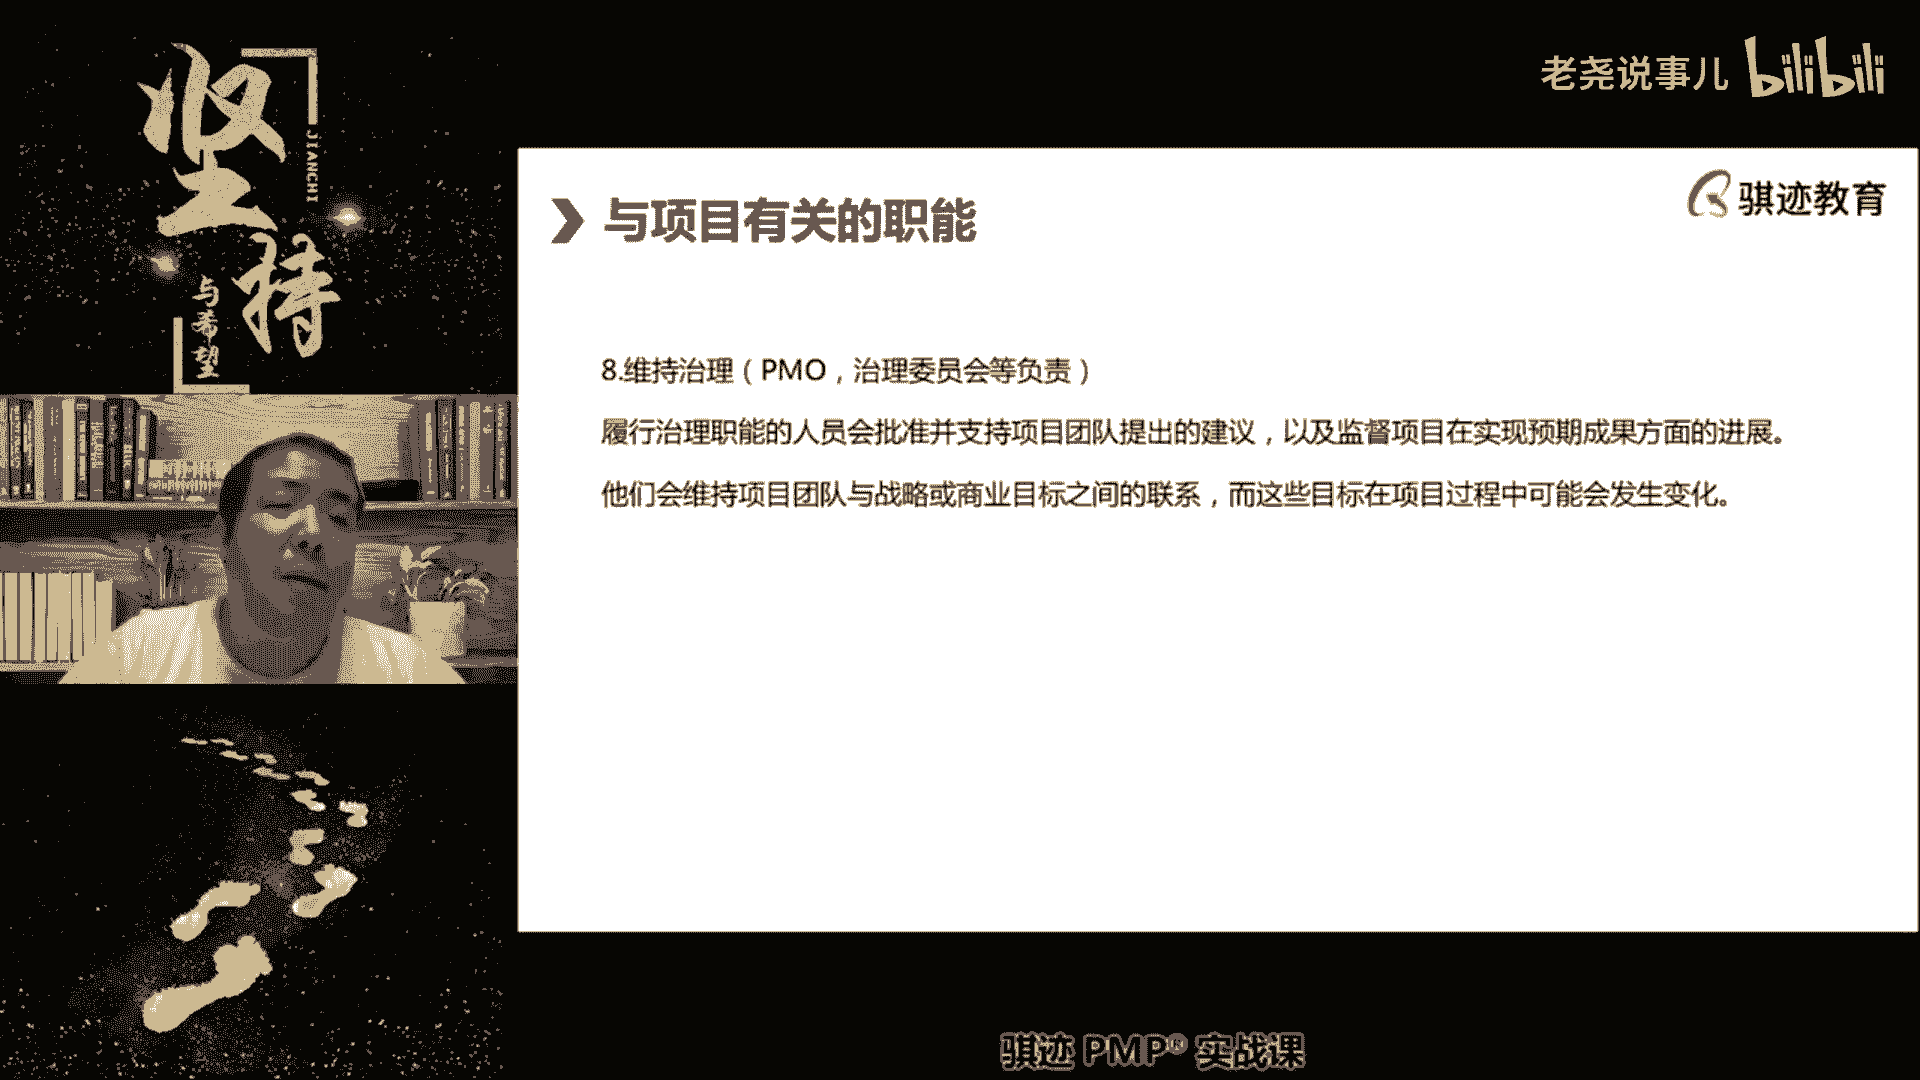 坚持
JIANCHI
与希望
老尧说事儿 bilibili
骐迹教育
与项目有关的职能
8.维持治理（PMO，治理委员会等负责）
履行治理职能的人员会批准并支持项目团队提出的建议，以及监督项目在实现预期成果方面的进展。
他们会维持项目团队与战略或商业目标之间的联系，而这些目标在项目过程中可能会发生变化。
骐迹 PMP® 实战课